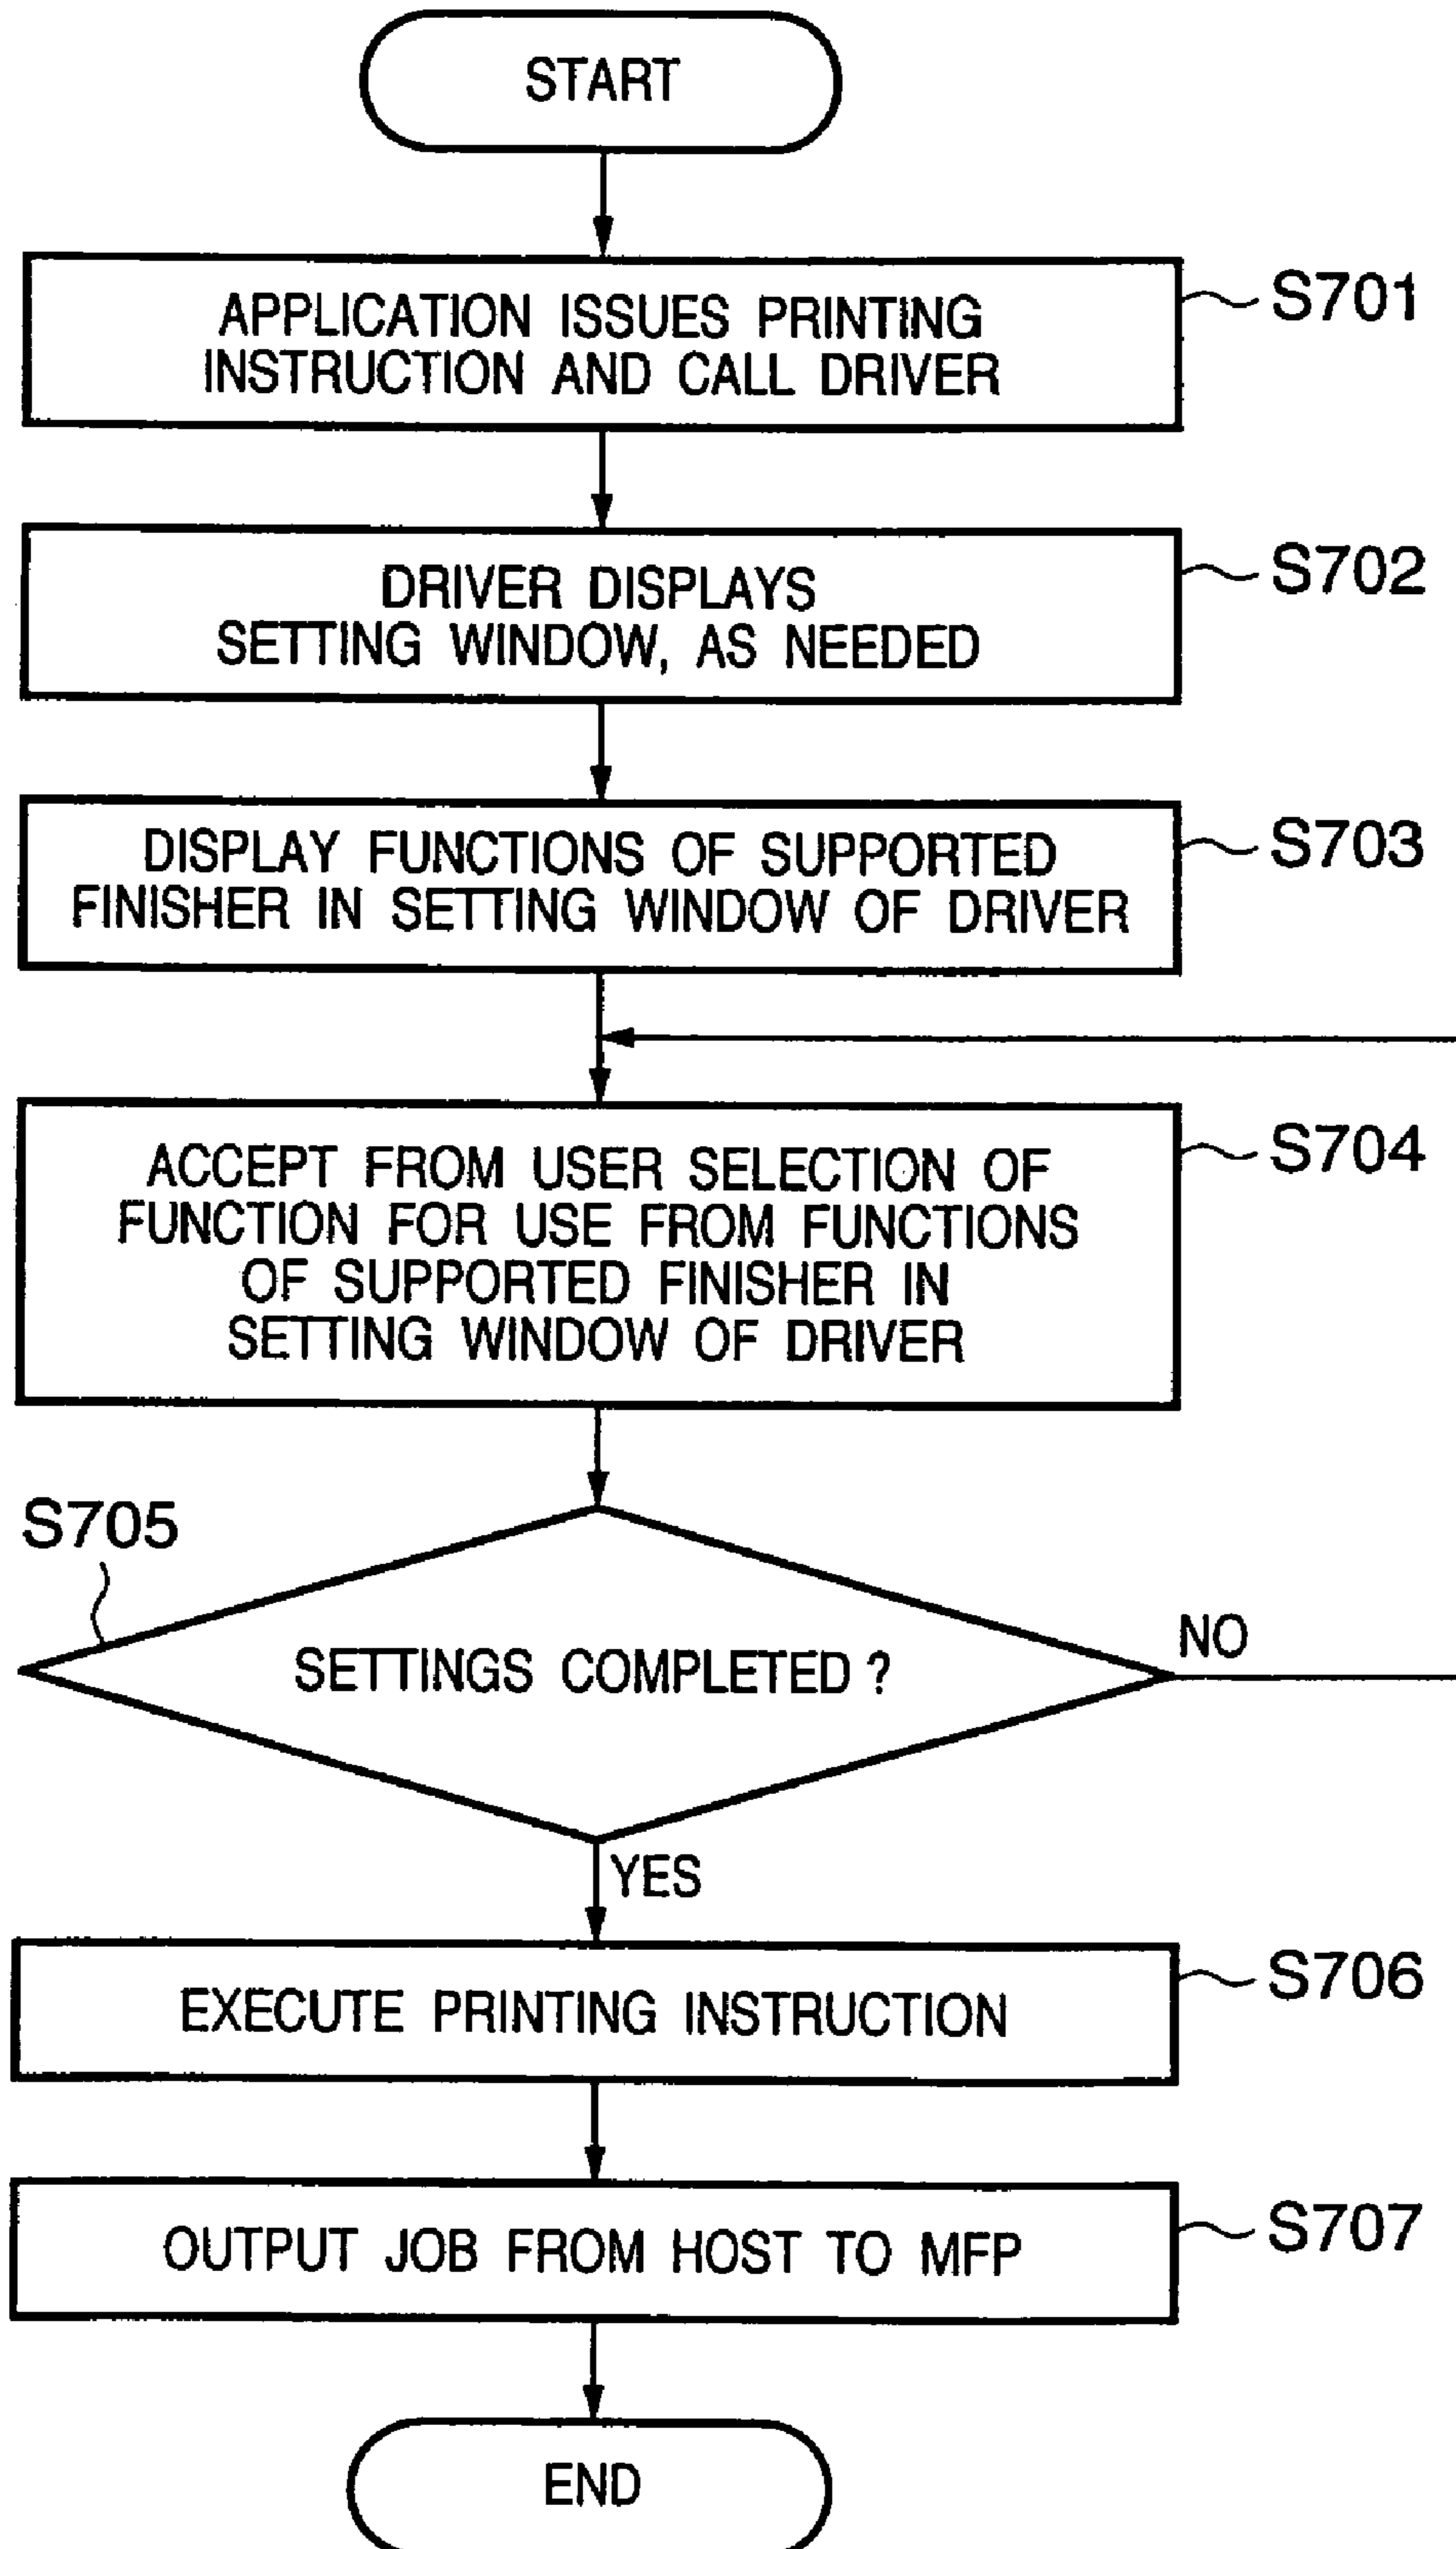 START
APPLICATION ISSUES PRINTING
INSTRUCTION AND CALL DRIVER
S701
DRIVER DISPLAYS
SETTING WINDOW, AS NEEDED
S702
DISPLAY FUNCTIONS OF SUPPORTED
FINISHER IN SETTING WINDOW OF DRIVER
S703
ACCEPT FROM USER SELECTION OF
FUNCTION FOR USE FROM FUNCTIONS
OF SUPPORTED FINISHER IN
SETTING WINDOW OF DRIVER
S704
S705
SETTINGS COMPLETED ?
NO
YES
EXECUTE PRINTING INSTRUCTION
S706
OUTPUT JOB FROM HOST TO MFP
S707
END